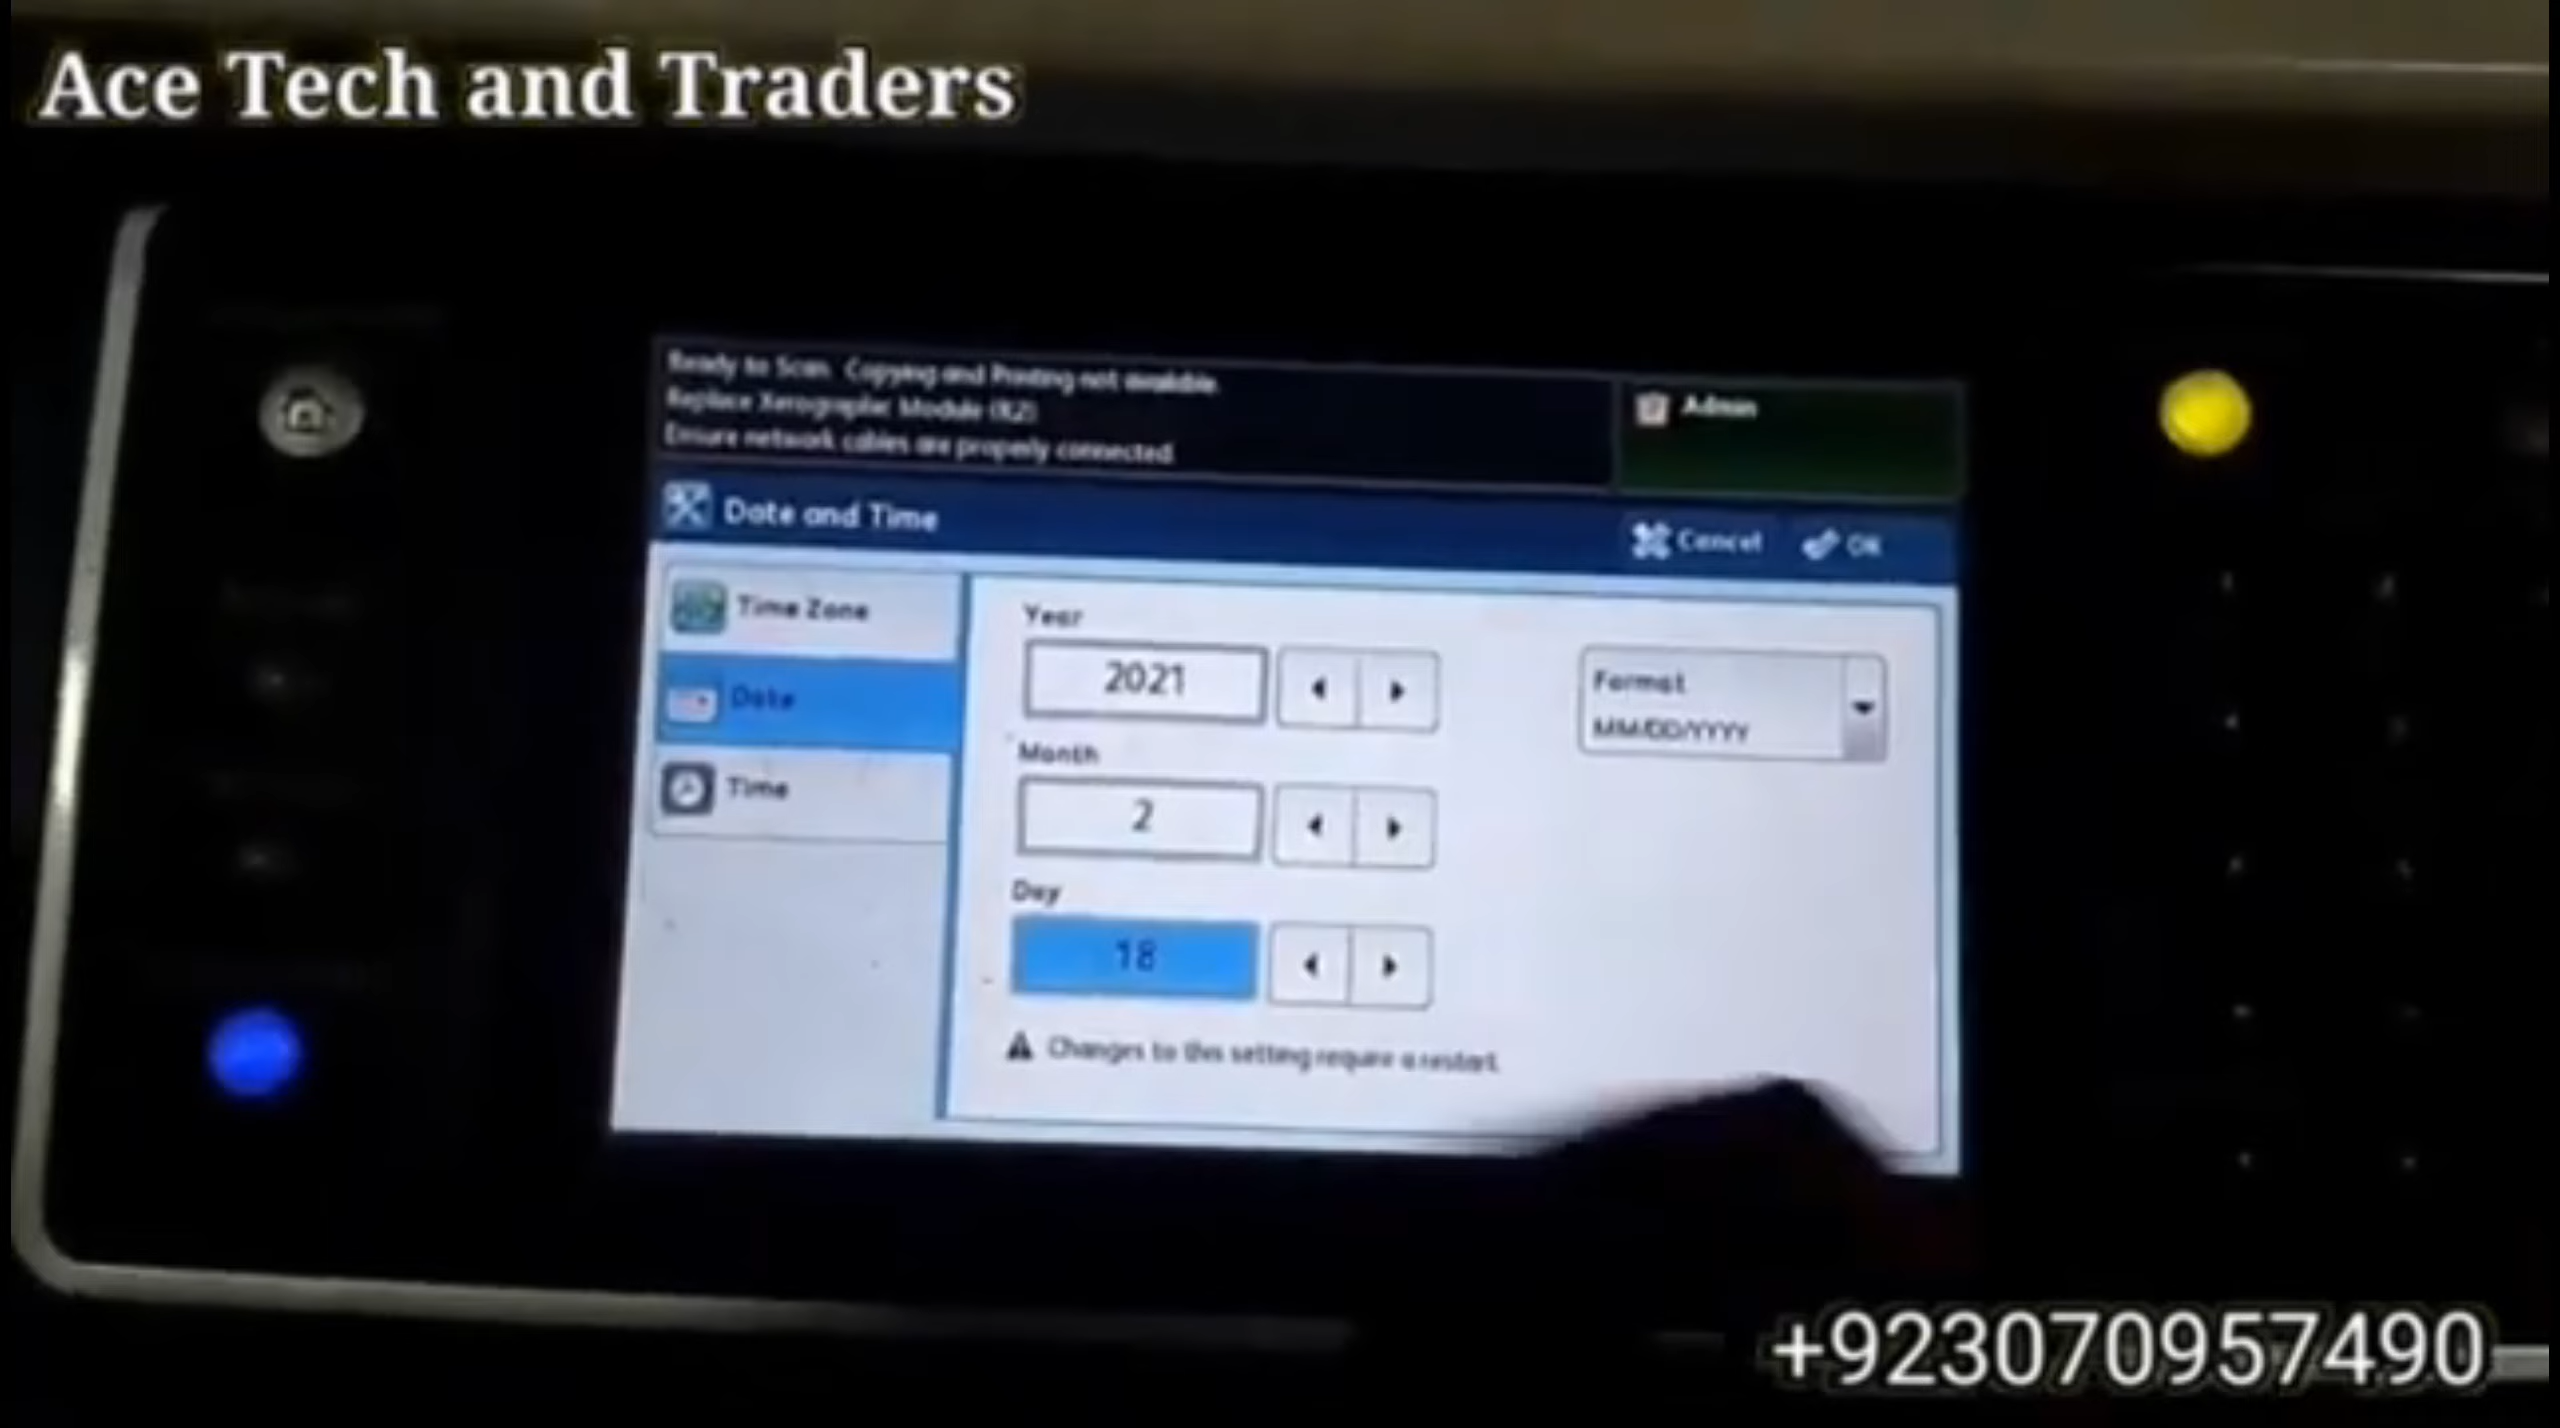 Ace Tech and Traders
Ready to Scan. Copying and Printing not available.
Replace Xerographic Module (R2)
Ensure network cables are properly connected.
Admin
Date and Time
Cancel
OK
Time Zone
Date
Time
Year
2021
Format
MM/DD/YYYY
Month
2
Day
18
Changes to this setting require a restart.
+923070957490